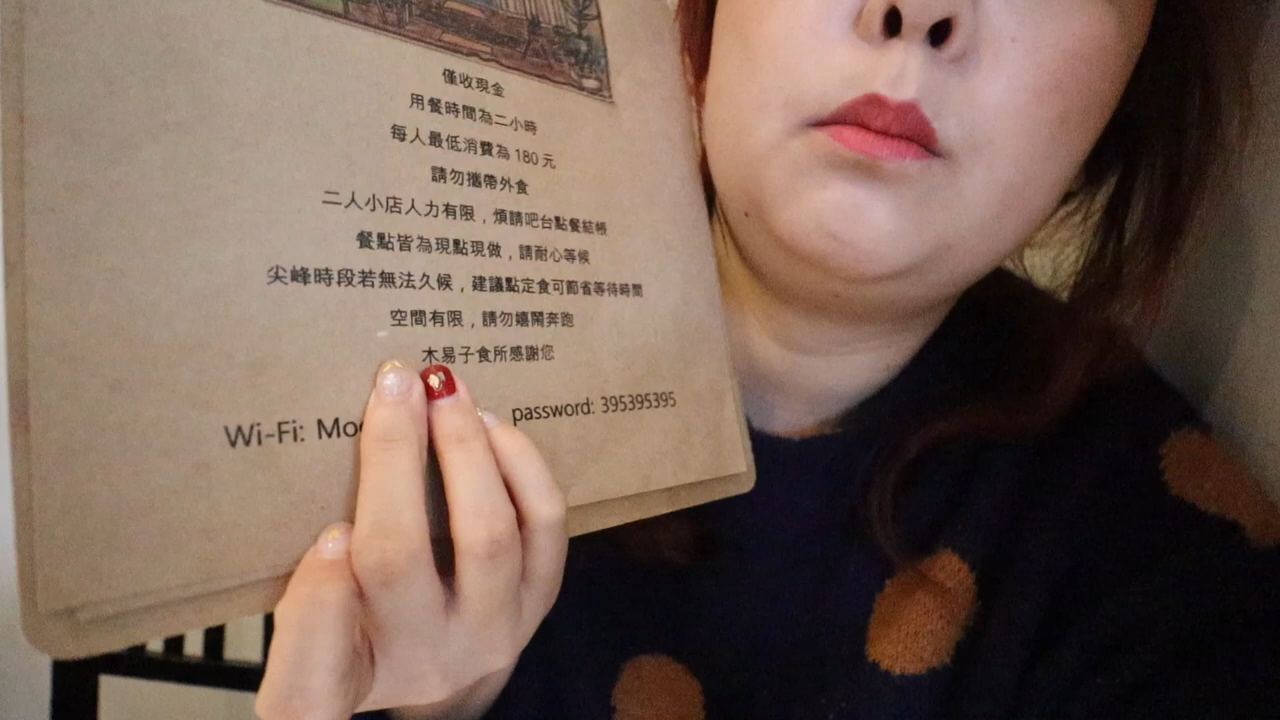 僅收現金
用餐時間為二小時
每人最低消費為 180 元
請勿攜帶外食
二人小店人力有限，煩請吧台點餐結帳
餐點皆為現點現做，請耐心等候
尖峰時段若無法久候，建議點定食可節省等待時間
空間有限，請勿嬉鬧奔跑
木易子食所感謝您
Wi-Fi: password: 395395395